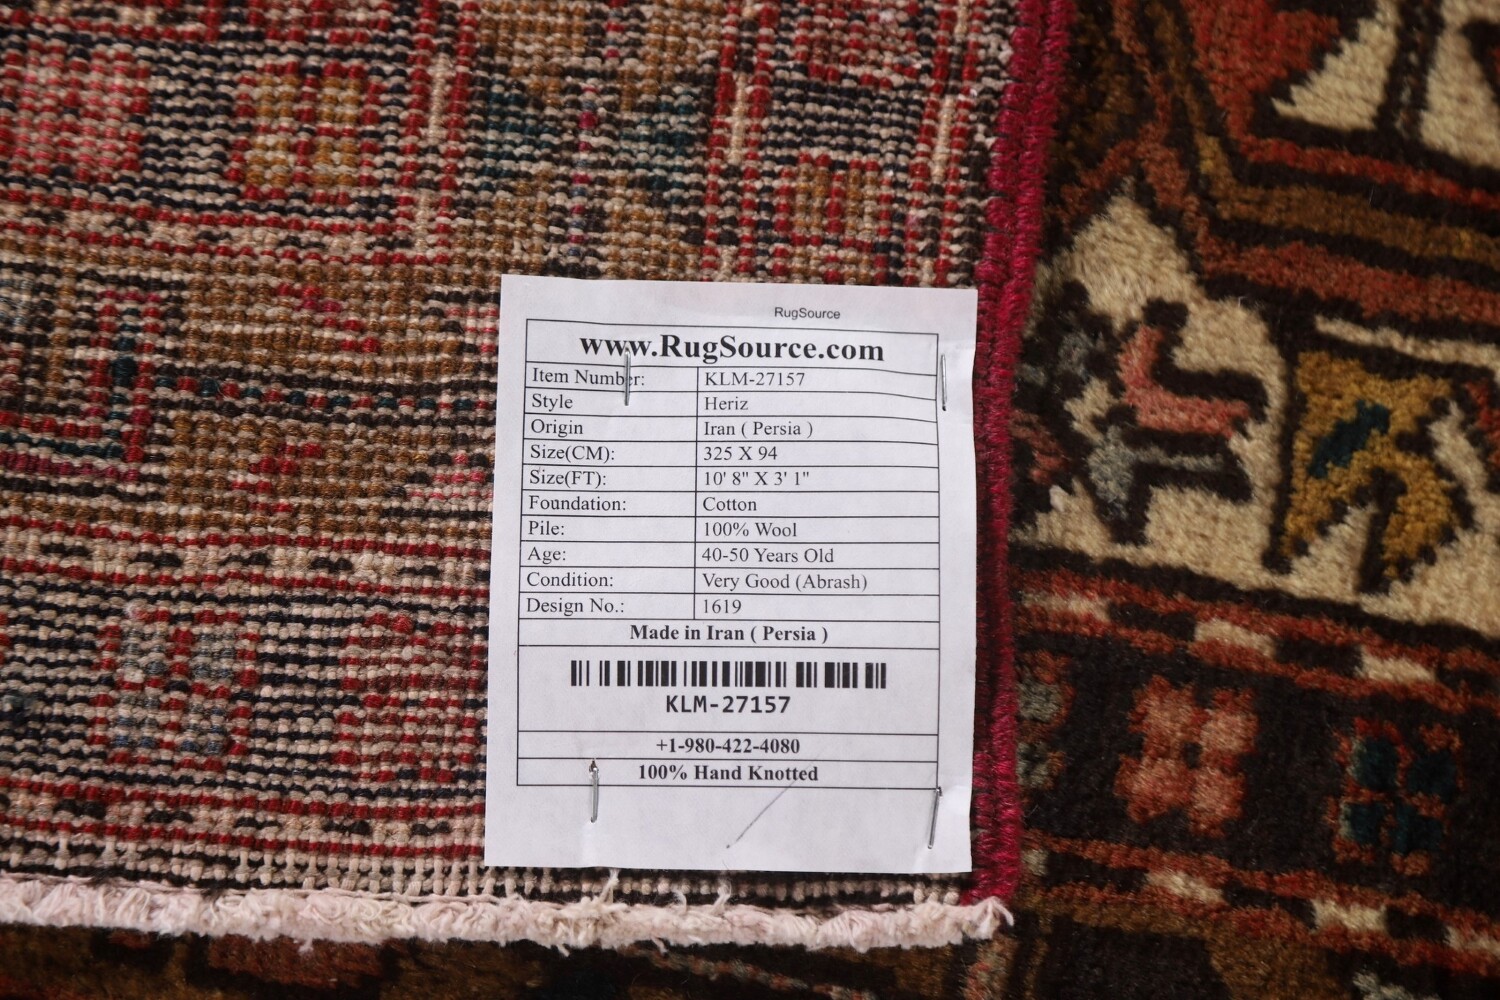 RugSource
www.RugSource.com
Item Number: KLM-27157
Style Heriz
Origin Iran ( Persia )
Size(CM): 325 X 94
Size(FT): 10' 8" X 3' 1"
Foundation: Cotton
Pile: 100% Wool
Age: 40-50 Years Old
Condition: Very Good (Abrash)
Design No.: 1619
Made in Iran ( Persia )
KLM-27157
+1-980-422-4080
100% Hand Knotted